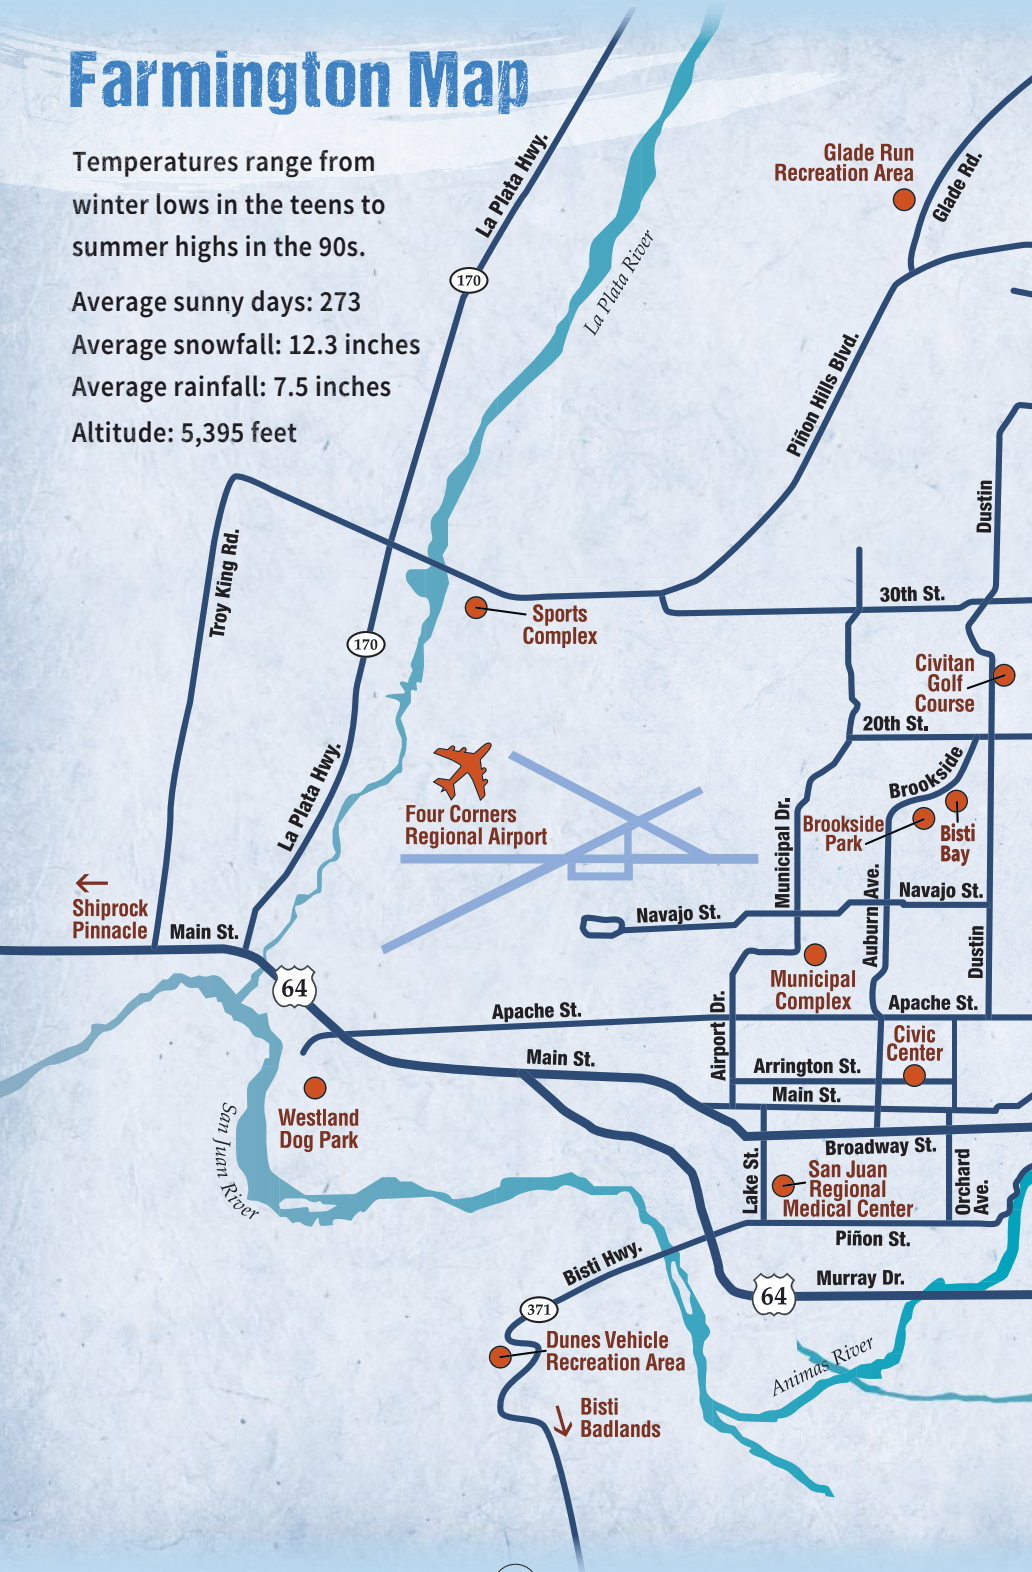 Farmington Map
Temperatures range from
winter lows in the teens to
summer highs in the 90s.
Average sunny days: 273
Average snowfall: 12.3 inches
Average rainfall: 7.5 inches
Altitude: 5,395 feet
La Plata Hwy.
170
La Plata River
Glade Run
Recreation Area
Glade Rd.
Piñon Hills Blvd.
Dustin
Troy King Rd.
30th St.
Sports
Complex
170
Civitan
Golf
Course
20th St.
La Plata Hwy.
Four Corners
Regional Airport
Municipal Dr.
Brookside
Brookside
Park
Bisti
Bay
Shiprock
Pinnacle
Main St.
Navajo St.
Auburn Ave.
Navajo St.
Dustin
64
Municipal
Complex
Apache St.
Airport Dr.
Apache St.
Civic
Center
Main St.
Arrington St.
Main St.
Westland
Dog Park
San Juan River
Broadway St.
Lake St.
San Juan
Regional
Medical Center
Orchard
Ave.
Piñon St.
Bisti Hwy.
371
64
Murray Dr.
Dunes Vehicle
Recreation Area
Animas River
Bisti
Badlands